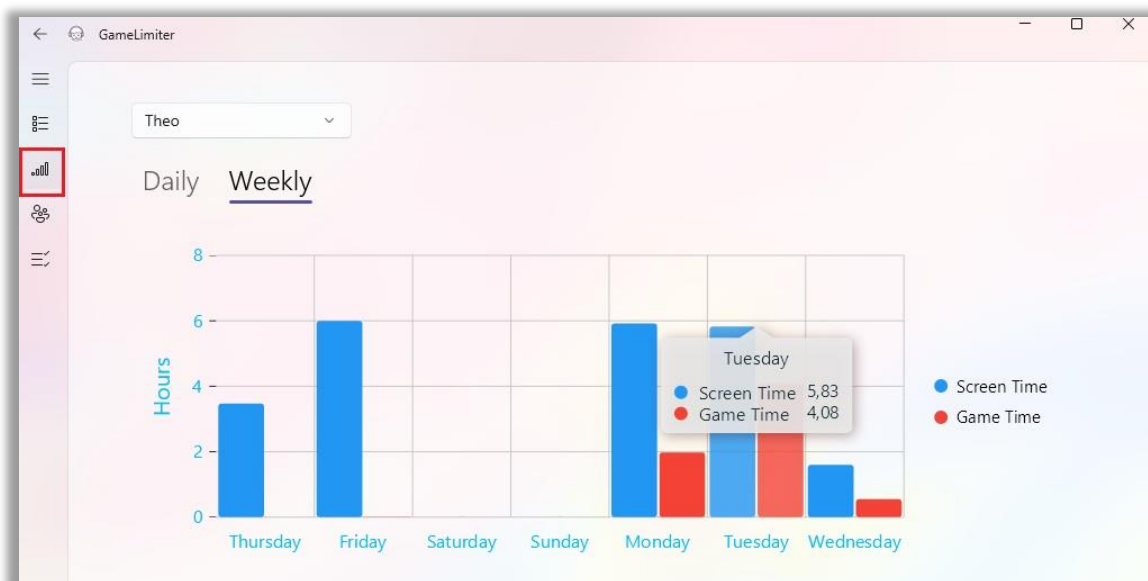 GameLimiter
Theo
Daily Weekly
8
6
4
2
0
Hours
Tuesday
Screen Time 5,83
Game Time 4,08
Screen Time
Game Time
Thursday Friday Saturday Sunday Monday Tuesday Wednesday